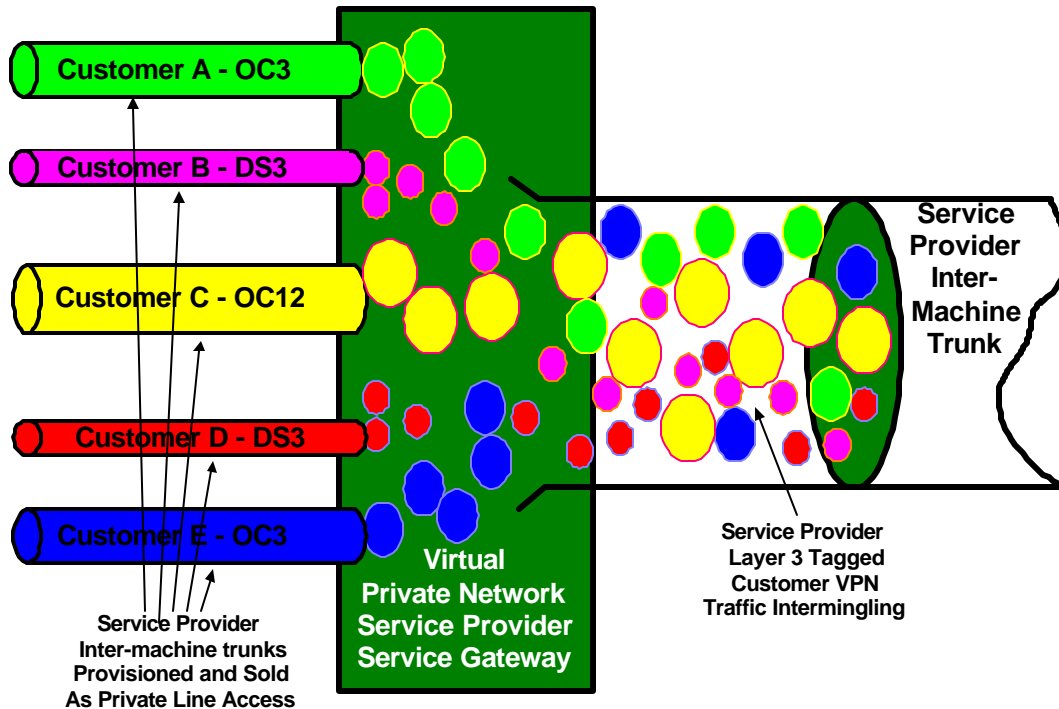 Customer A - OC3
Customer B - DS3
Customer C - OC12
Customer D - DS3
Customer E - OC3
Service Provider
Inter-machine trunks
Provisioned and Sold
As Private Line Access
Virtual
Private Network
Service Provider
Service Gateway
Service
Provider
Inter-
Machine
Trunk
Service Provider
Layer 3 Tagged
Customer VPN
Traffic Intermingling